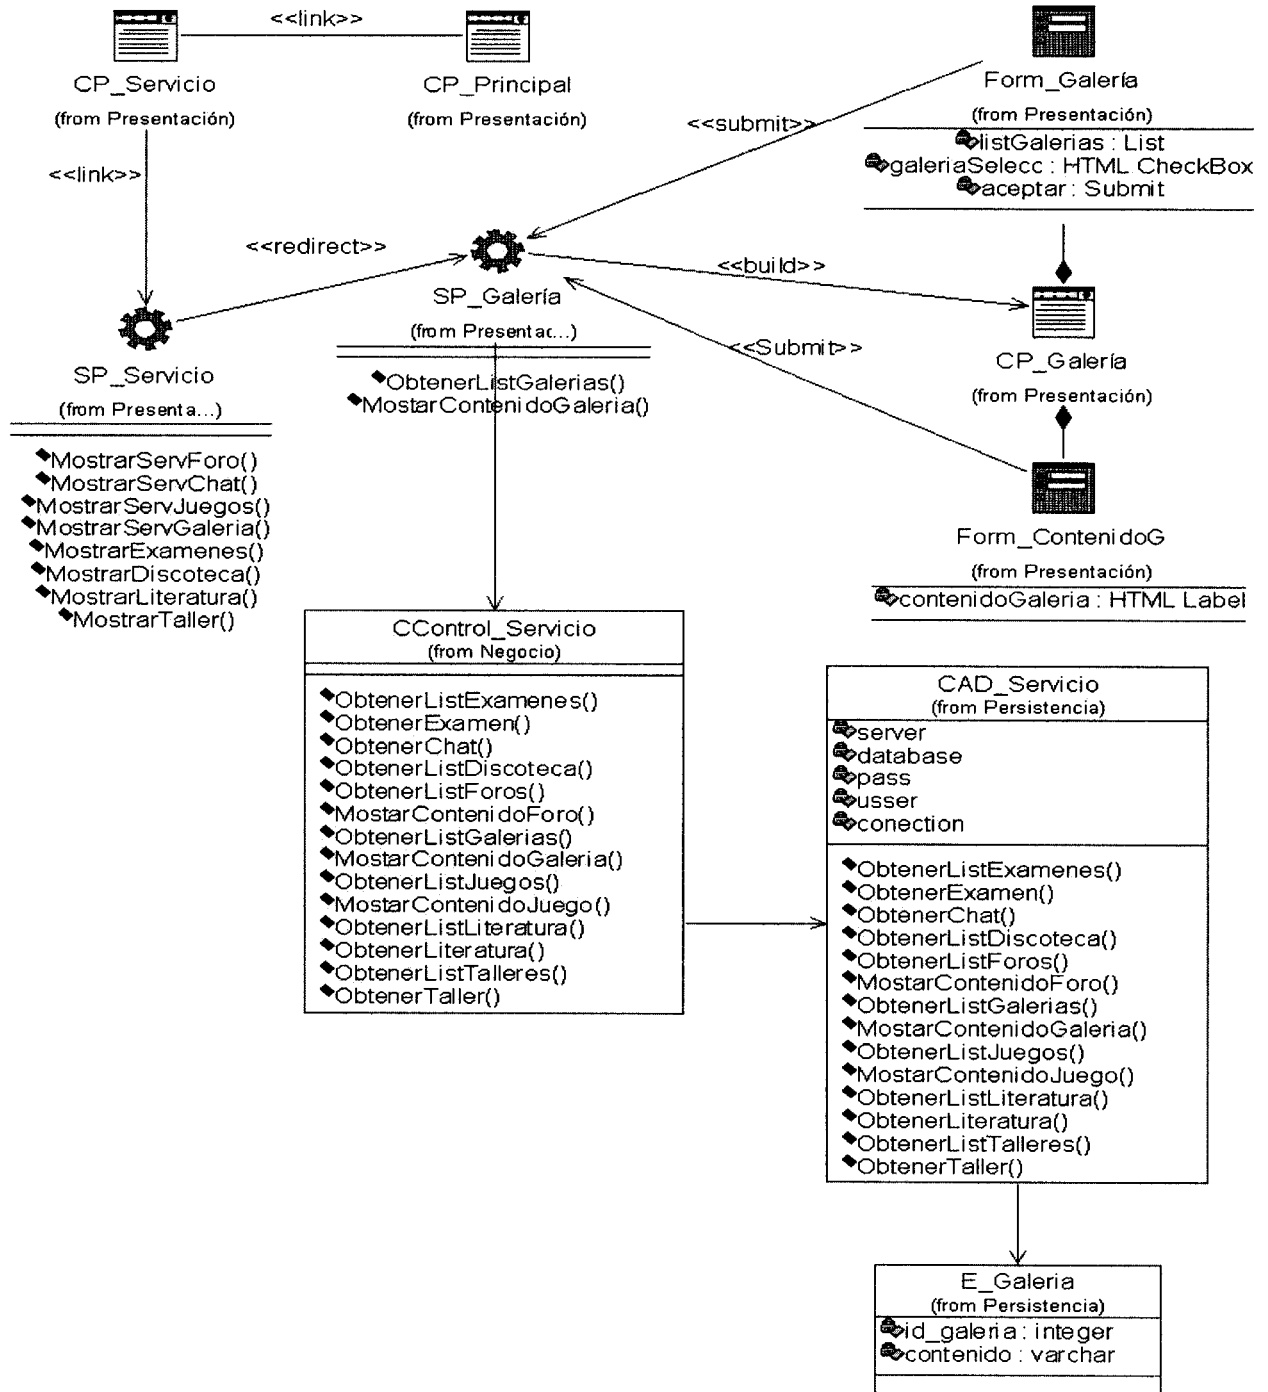 <<link>>
CP_Servicio
(from Presentación)
CP_Principal
(from Presentación)
Form_Galería
(from Presentación)
listGalerias : List
galeriaSelecc : HTML CheckBox
aceptar : Submit
<<submit>>
<<link>>
<<redirect>>
<<build>>
SP_Galería
(from Presentac...)
ObtenerListGalerias()
MostarContenidoGaleria()
<<Submit>>
CP_Galería
(from Presentación)
SP_Servicio
(from Presenta...)
MostrarServForo()
MostrarServChat()
MostrarServJuegos()
MostrarServGaleria()
MostrarExamenes()
MostrarDiscoteca()
MostrarLiteratura()
MostrarTaller()
Form_ContenidoG
(from Presentación)
contenidoGaleria : HTML Label
CControl_Servicio
(from Negocio)
ObtenerListExamenes()
ObtenerExamen()
ObtenerChat()
ObtenerListDiscoteca()
ObtenerListForos()
MostarContenidoForo()
ObtenerListGalerias()
MostarContenidoGaleria()
ObtenerListJuegos()
MostarContenidoJuego()
ObtenerListLiteratura()
ObtenerLiteratura()
ObtenerListTalleres()
ObtenerTaller()
CAD_Servicio
(from Persistencia)
server
database
pass
usser
conection
ObtenerListExamenes()
ObtenerExamen()
ObtenerChat()
ObtenerListDiscoteca()
ObtenerListForos()
MostarContenidoForo()
ObtenerListGalerias()
MostarContenidoGaleria()
ObtenerListJuegos()
MostarContenidoJuego()
ObtenerListLiteratura()
ObtenerLiteratura()
ObtenerListTalleres()
ObtenerTaller()
E_Galeria
(from Persistencia)
id_galeria : integer
contenido : varchar